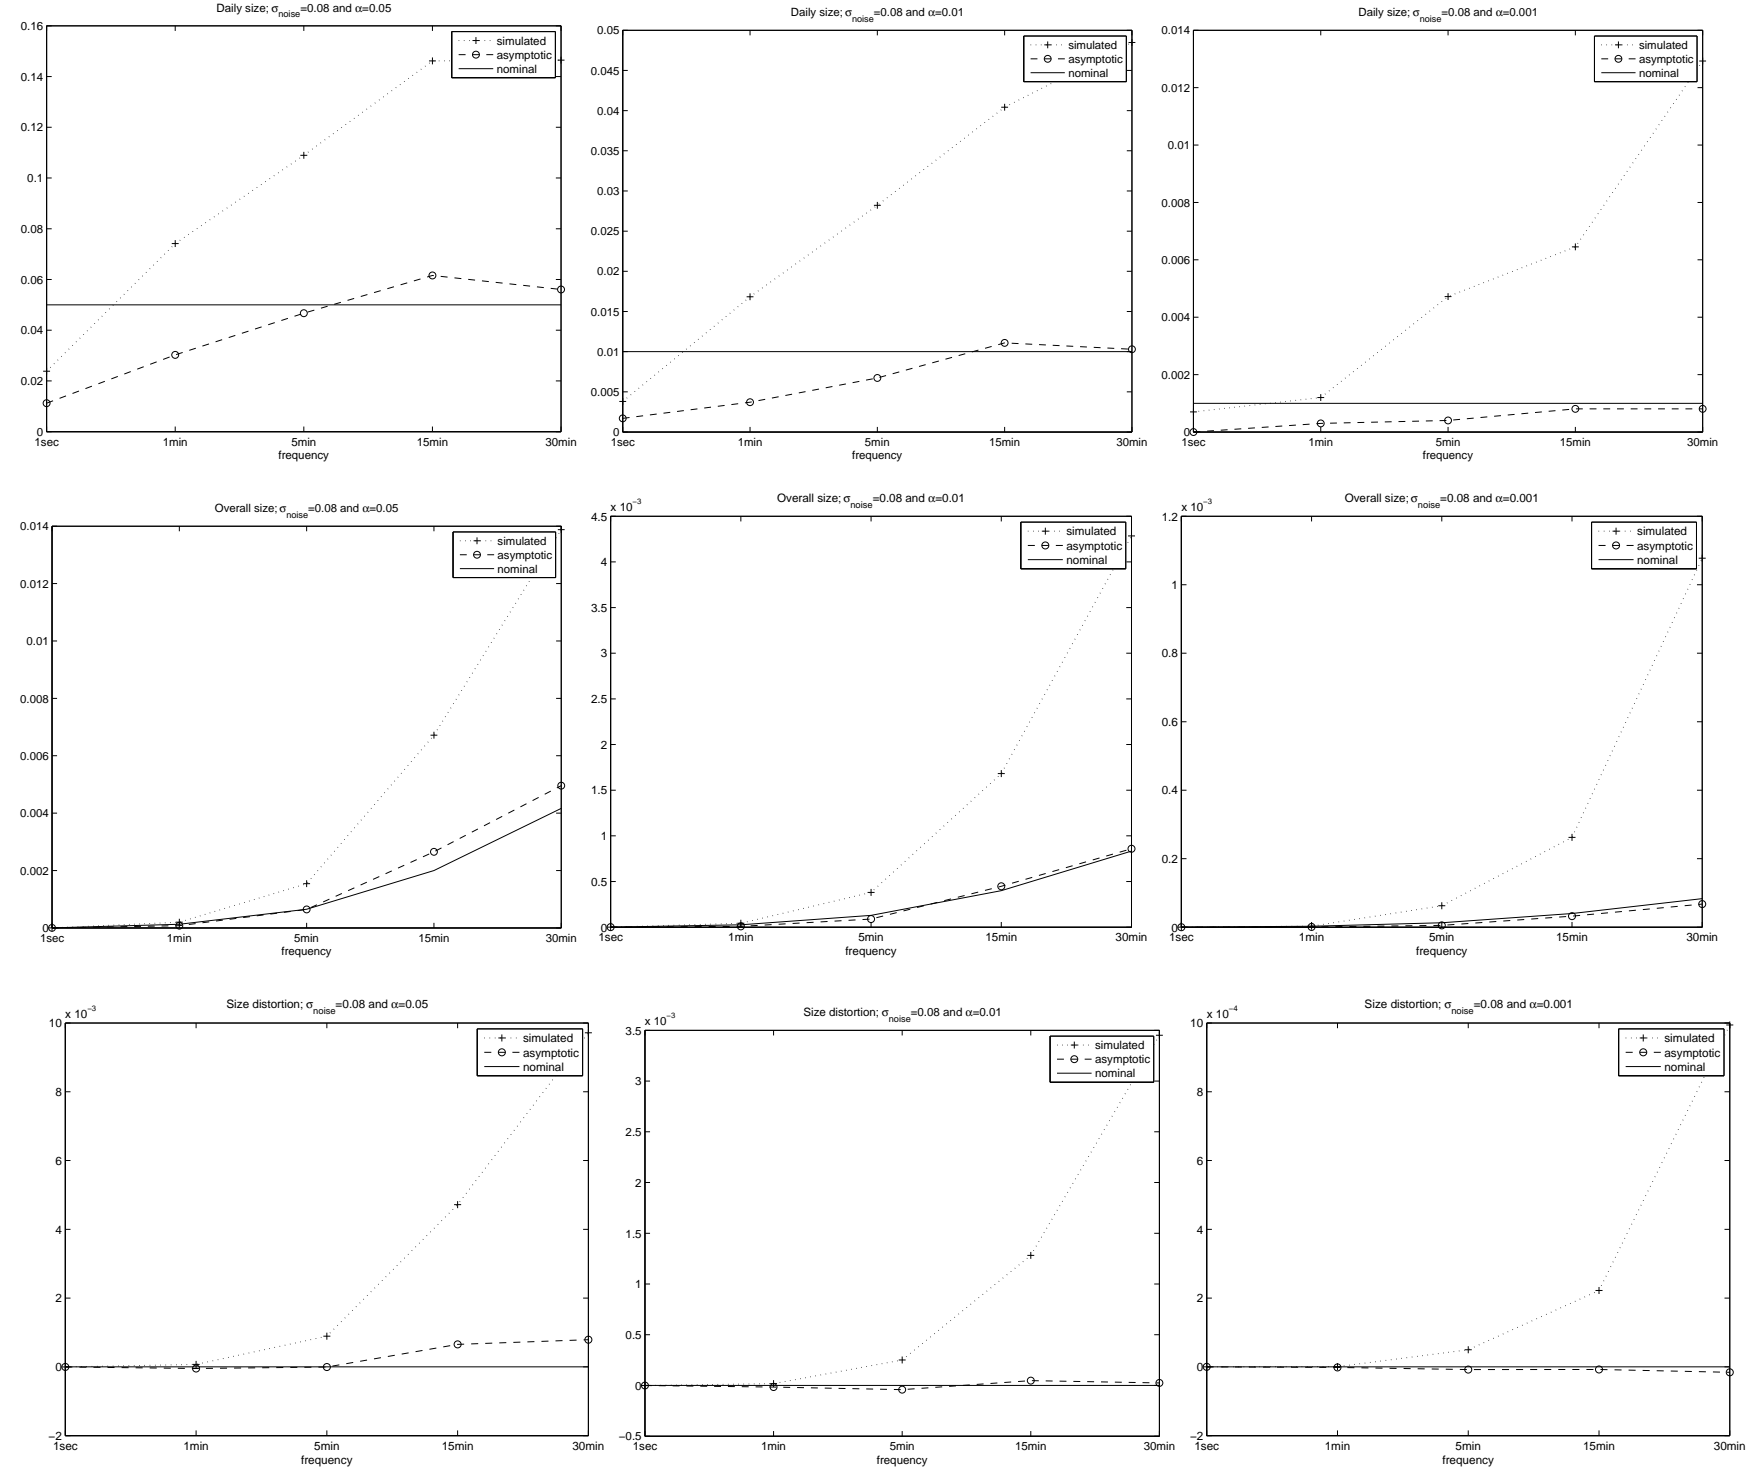 Daily size; σnoise=0.08 and α=0.05
0.16
0.14
0.12
0.1
0.08
0.06
0.04
0.02
0
simulated
asymptotic
nominal
1sec 1min 5min 15min 30min
frequency
Daily size; σnoise=0.08 and α=0.01
0.05
0.045
0.04
0.035
0.03
0.025
0.02
0.015
0.01
0.005
0
simulated
asymptotic
nominal
1sec 1min 5min 15min 30min
frequency
Daily size; σnoise=0.08 and α=0.001
0.014
0.012
0.01
0.008
0.006
0.004
0.002
0
simulated
asymptotic
nominal
1sec 1min 5min 15min 30min
frequency
Overall size; σnoise=0.08 and α=0.05
0.014
0.012
0.01
0.008
0.006
0.004
0.002
0
simulated
asymptotic
nominal
1sec 1min 5min 15min 30min
frequency
Overall size; σnoise=0.08 and α=0.01
x 10−3
4.5
4
3.5
3
2.5
2
1.5
1
0.5
0
simulated
asymptotic
nominal
1sec 1min 5min 15min 30min
frequency
Overall size; σnoise=0.08 and α=0.001
x 10−3
1.2
1
0.8
0.6
0.4
0.2
0
simulated
asymptotic
nominal
1sec 1min 5min 15min 30min
frequency
Size distortion; σnoise=0.08 and α=0.05
x 10−3
10
8
6
4
2
0
−2
simulated
asymptotic
nominal
1sec 1min 5min 15min 30min
frequency
Size distortion; σnoise=0.08 and α=0.01
x 10−3
3.5
3
2.5
2
1.5
1
0.5
0
−0.5
simulated
asymptotic
nominal
1sec 1min 5min 15min 30min
frequency
Size distortion; σnoise=0.08 and α=0.001
x 10−4
10
8
6
4
2
0
−2
simulated
asymptotic
nominal
1sec 1min 5min 15min 30min
frequency